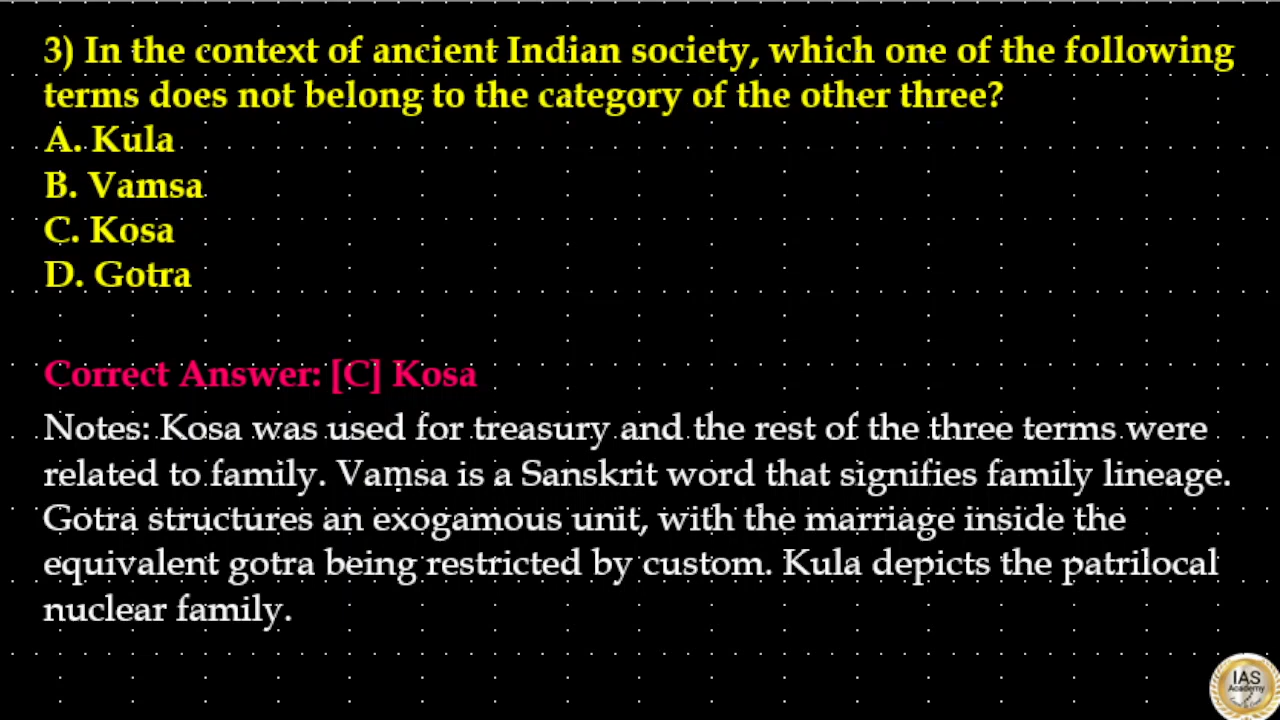 3) In the context of ancient Indian society, which one of the following
terms does not belong to the category of the other three?
A. Kula
B. Vamsa
C. Kosa
D. Gotra
Correct Answer: [C] Kosa
Notes: Kosa was used for treasury and the rest of the three terms were
related to family. Vaṃsa is a Sanskrit word that signifies family lineage.
Gotra structures an exogamous unit, with the marriage inside the
equivalent gotra being restricted by custom. Kula depicts the patrilocal
nuclear family.
IAS
Academy